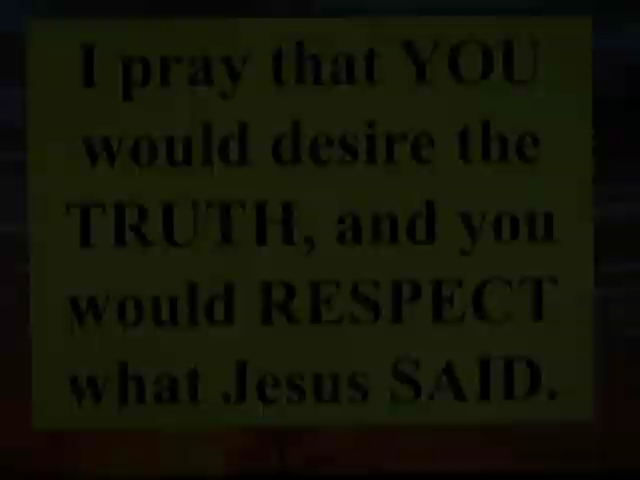 I pray that YOU
would desire the
TRUTH, and you
would RESPECT
what Jesus SAID.